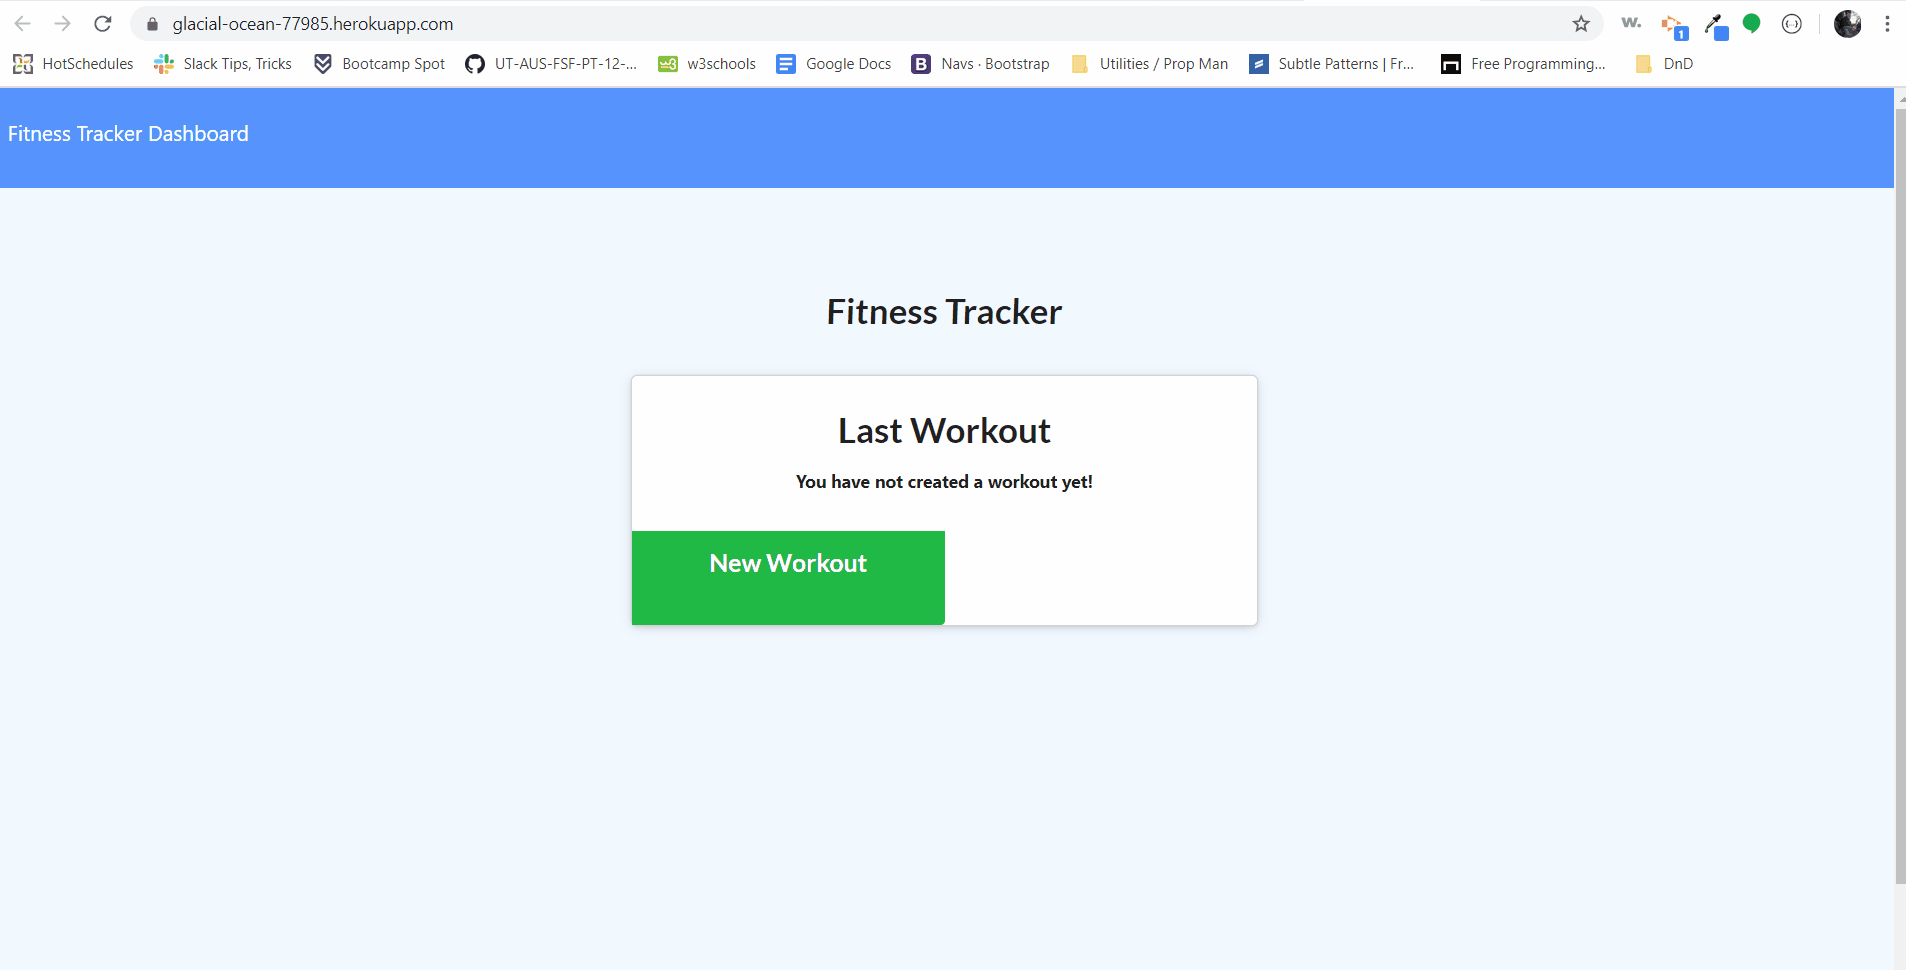 glacial-ocean-77985.herokuapp.com
w.
1
HotSchedules
Slack Tips, Tricks
Bootcamp Spot
UT-AUS-FSF-PT-12-...
w3
w3schools
Google Docs
B
Navs · Bootstrap
Utilities / Prop Man
Subtle Patterns | Fr...
Free Programming...
DnD
Fitness Tracker Dashboard
Fitness Tracker
Last Workout
You have not created a workout yet!
New Workout